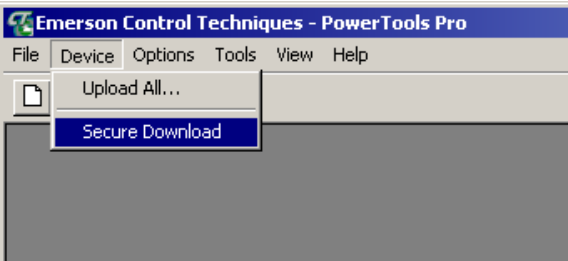 Emerson Control Techniques - PowerTools Pro
File Device Options Tools View Help
Upload All...
Secure Download